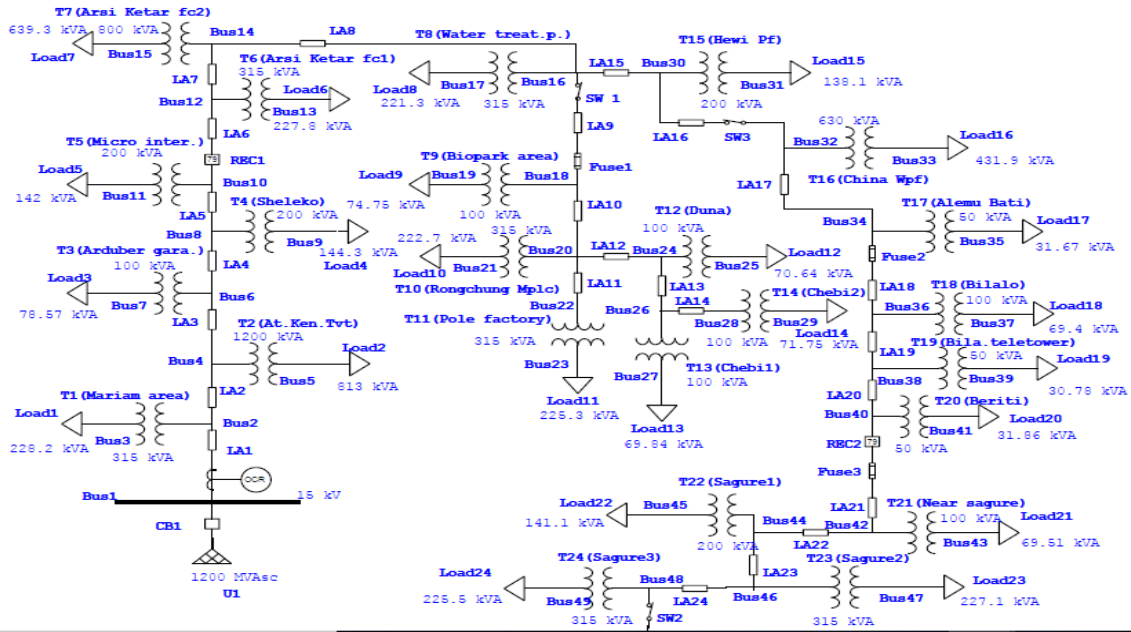 T7(Arsi Ketar fc2)
639.3 kVA
800 kVA
Load7
Bus15
Bus14
LA8
LA7
T6(Arsi Ketar fc1)
315 kVA
Load6
Bus12
Bus13
227.8 kVA
LA6
T5(Micro inter.)
200 kVA
REC1
79
Load5
142 kVA
Bus11
Bus10
LA5
T4(Sheleko)
200 kVA
Bus8
Bus9
144.3 kVA
Load4
T3(Arduber gara.)
100 kVA
LA4
Load3
78.57 kVA
Bus7
Bus6
LA3
T2(At.Ken.Tvt)
1200 kVA
Load2
Bus4
Bus5
813 kVA
LA2
T1(Mariam area)
Load1
228.2 kVA
Bus3
315 kVA
Bus2
LA1
OCR
Bus1
15 kV
CB1
1200 MVAsc
U1
T8(Water treat.p.)
Load8
221.3 kVA
Bus17
Bus16
315 kVA
SW 1
LA9
Fuse1
T9(Biopark area)
Load9
Bus19
Bus18
74.75 kVA
100 kVA
LA10
315 kVA
222.7 kVA
Load10
Bus21
Bus20
T10(Rongchung Mplc)
LA12
Bus24
T12(Duna)
100 kVA
Load12
Bus25
70.64 kVA
LA11
Bus22
T11(Pole factory)
315 kVA
Bus23
Load11
225.3 kVA
LA13
LA14
Bus26
T14(Chebi2)
Bus28
Bus29
100 kVA
Load14
71.75 kVA
T13(Chebi1)
100 kVA
Bus27
Load13
69.84 kVA
LA15
Bus30
T15(Hewi Pf)
Load15
Bus31
138.1 kVA
200 kVA
LA16
SW3
630 kVA
Load16
Bus32
Bus33
431.9 kVA
T16(China Wpf)
LA17
Bus34
T17(Alemu Bati)
50 kVA
Load17
Bus35
31.67 kVA
Fuse2
LA18
T18(Bilalo)
100 kVA
Load18
Bus36
Bus37
69.4 kVA
LA19
T19(Bila.teletower)
50 kVA
Load19
Bus38
Bus39
30.78 kVA
LA20
T20(Beriti)
Bus40
Bus41
Load20
31.86 kVA
50 kVA
REC2
79
Fuse3
LA21
T21(Near sagure)
100 kVA
Load21
Bus42
Bus43
69.51 kVA
T22(Sagure1)
Load22
Bus45
141.1 kVA
200 kVA
Bus44
LA22
LA23
T23(Sagure2)
Load23
Bus46
Bus47
227.1 kVA
315 kVA
T24(Sagure3)
Load24
225.5 kVA
Bus49
Bus48
LA24
315 kVA
SW2